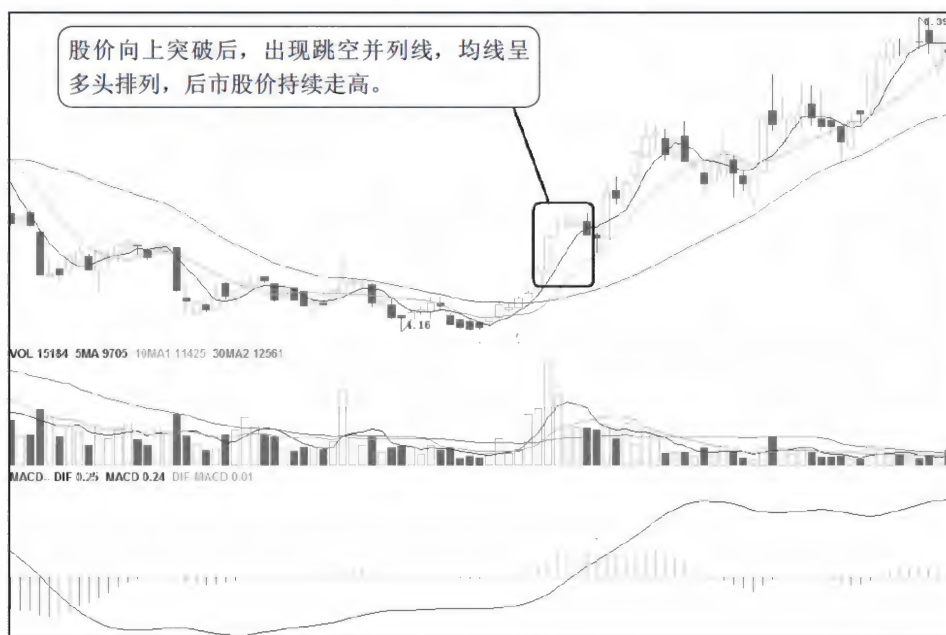 股价向上突破后，出现跳空并列线，均线呈
多头排列，后市股价持续走高。
4.16
VOL 15184 5MA 9705 10MA1 11425 30MA2 12561
MACD- DIF 0.25 MACD 0.24 DIF-MACD 0.01